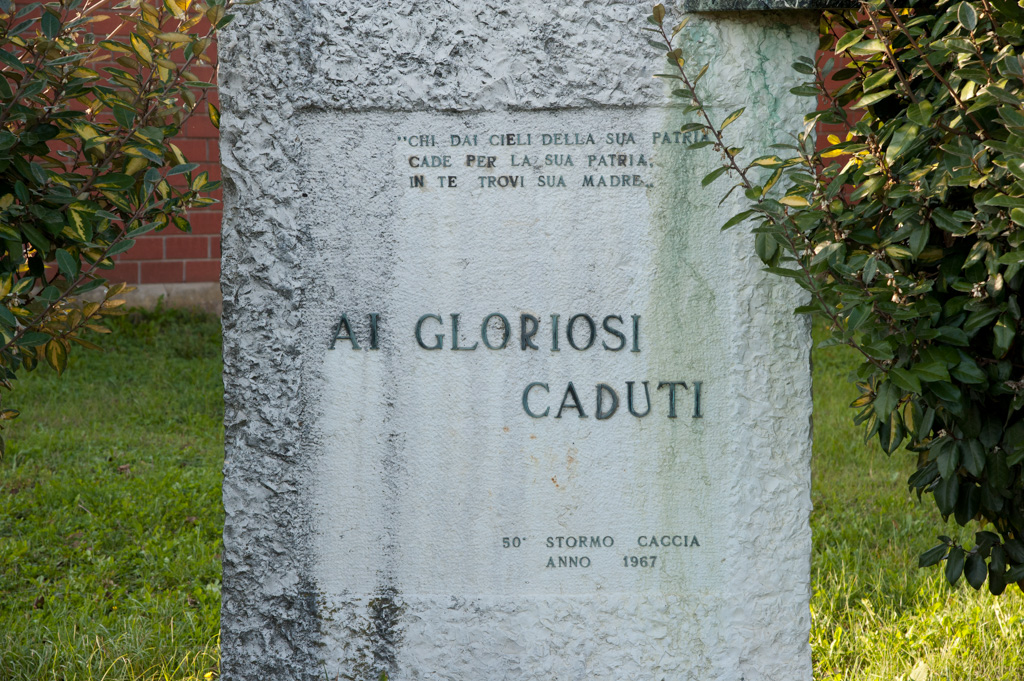 "CHI DAI CIELI DELLA SUA PATRIA
CADE PER LA SUA PATRIA,
IN TE TROVI SUA MADRE„
AI GLORIOSI
CADUTI
50° STORMO CACCIA
ANNO 1967